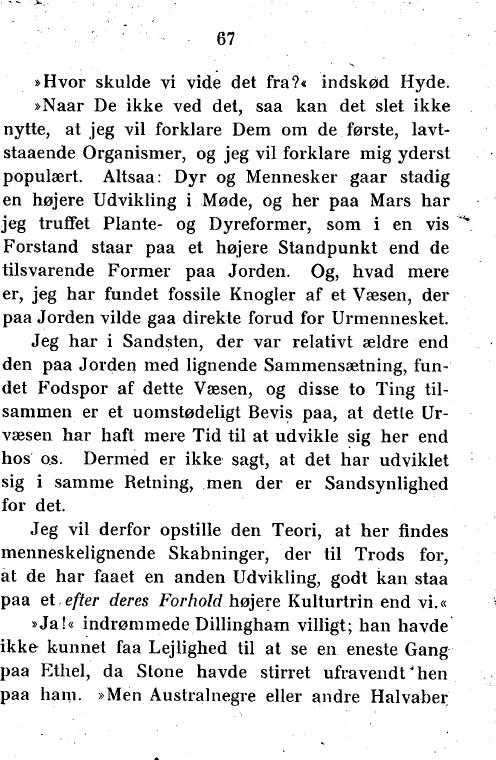 67
»Hvor skulde vi vide det fra?« indskød Hyde.
»Naar De ikke ved det, saa kan det slet ikke
nytte, at jeg vil forklare Dem om de første, lavt-
staaende Organismer, og jeg vil forklare mig yderst
populært. Altsaa: Dyr og Mennesker gaar stadig
en højere Udvikling i Møde, og her paa Mars har
jeg truffet Plante- og Dyreformer, som i en vis
Forstand staar paa et højere Standpunkt end de
tilsvarende Former paa Jorden. Og, hvad mere
er, jeg har fundet fossile Knogler af et Væsen, der
paa Jorden vilde gaa direkte forud for Urmennesket.
Jeg har i Sandsten, der var relativt ældre end
den paa Jorden med lignende Sammensætning, fun-
det Fodspor af dette Væsen, og disse to Ting til-
sammen er et uomstødeligt Bevis paa, at dette Ur-
væsen har haft mere Tid til at udvikle sig her end
hos os. Dermed er ikke sagt, at det har udviklet
sig i samme Retning, men der er Sandsynlighed
for det.
Jeg vil derfor opstille den Teori, at her findes
menneskelignende Skabninger, der til Trods for,
at de har faaet en anden Udvikling, godt kan staa
paa et efter deres Forhold højere Kulturtrin end vi.«
»Ja!« indrømmede Dillingham villigt; han havde
ikke kunnet faa Lejlighed til at se en eneste Gang
paa Ethel, da Stone havde stirret ufravendt hen
paa ham. »Men Australnegre eller andre Halvaber